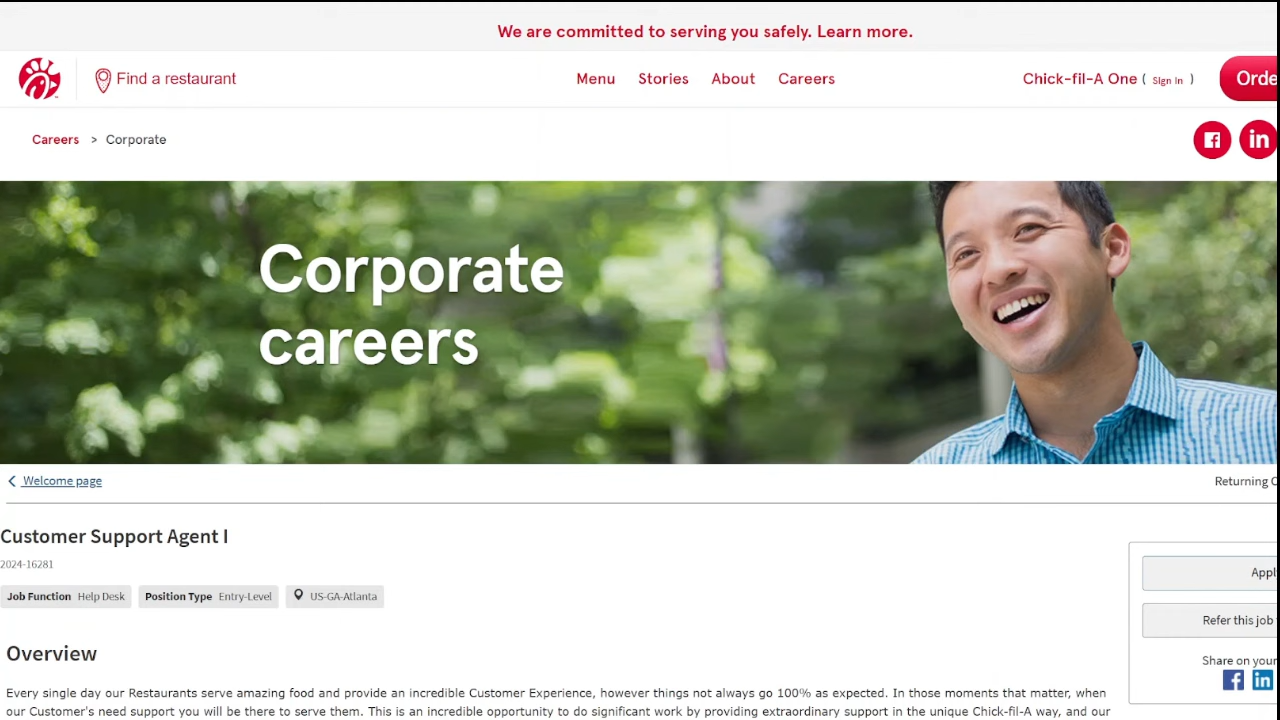 We are committed to serving you safely. Learn more.
Find a restaurant
Menu Stories About Careers
Chick-fil-A One ( Sign In )
Careers > Corporate
in
Corporate
careers
Welcome page
Returning
Customer Support Agent I
2024-16281
Job Function Help Desk Position Type Entry-Level US-GA-Atlanta
Refer this job
Share on your
Overview
Every single day our Restaurants serve amazing food and provide an incredible Customer Experience, however things not always go 100% as expected. In those moments that matter, when
our Customer's need support you will be there to serve them. This is an incredible opportunity to do significant work by providing extraordinary support in the unique Chick-fil-A way, and our